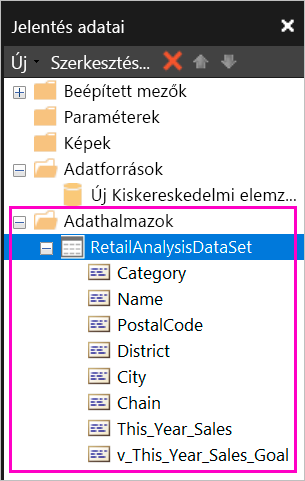 Jelentés adatai
Új Szerkesztés...
Beépített mezők
Paraméterek
Képek
Adatforrások
Új Kiskereskedelmi elemz...
Adathalmazok
RetailAnalysisDataSet
Category
Name
PostalCode
District
City
Chain
This_Year_Sales
v_This_Year_Sales_Goal